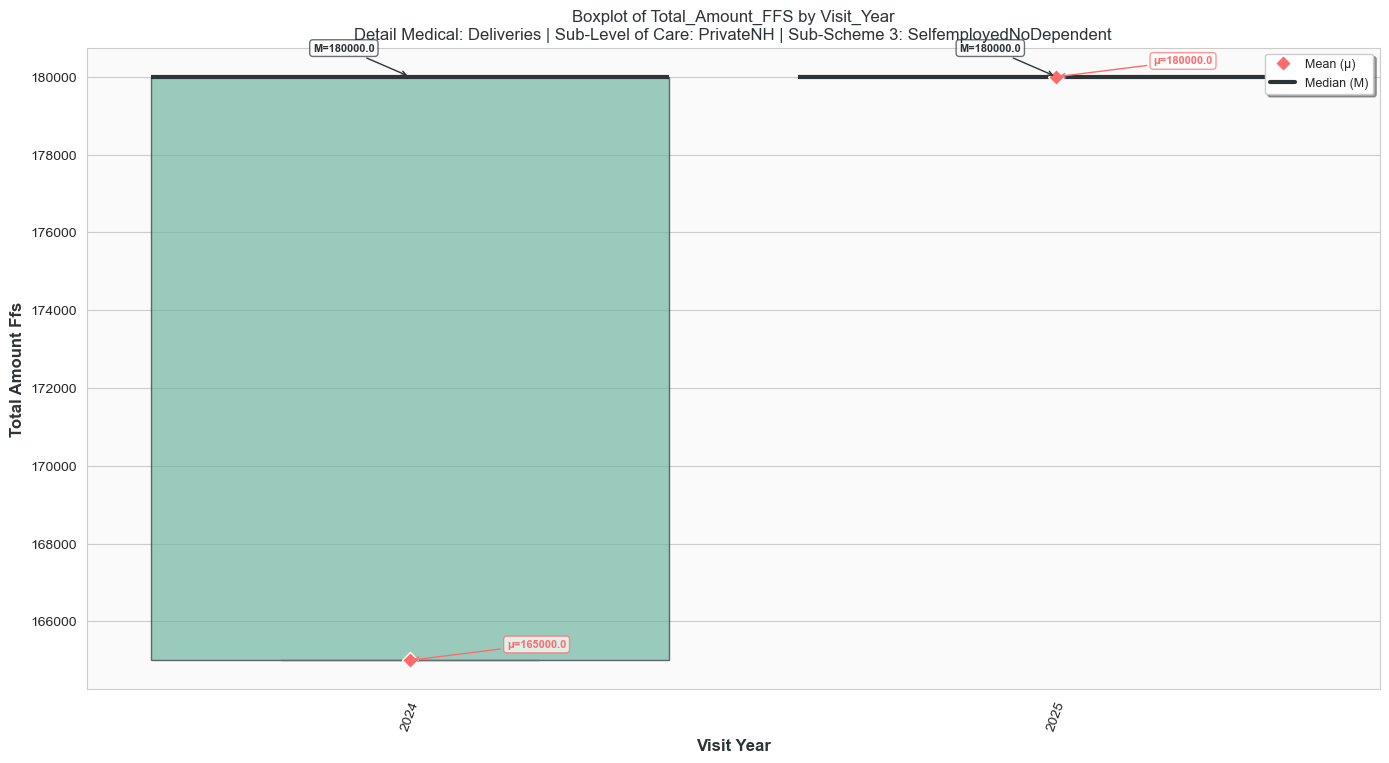 Boxplot of Total_Amount_FFS by Visit_Year
Detail Medical: Deliveries | Sub-Level of Care: PrivateNH | Sub-Scheme 3: SelfemployedNoDependent
M=180000.0
M=180000.0
μ=180000.0
Mean (μ)
Median (M)
180000
178000
176000
174000
172000
170000
168000
166000
μ=165000.0
Total Amount Ffs
2024
2025
Visit Year